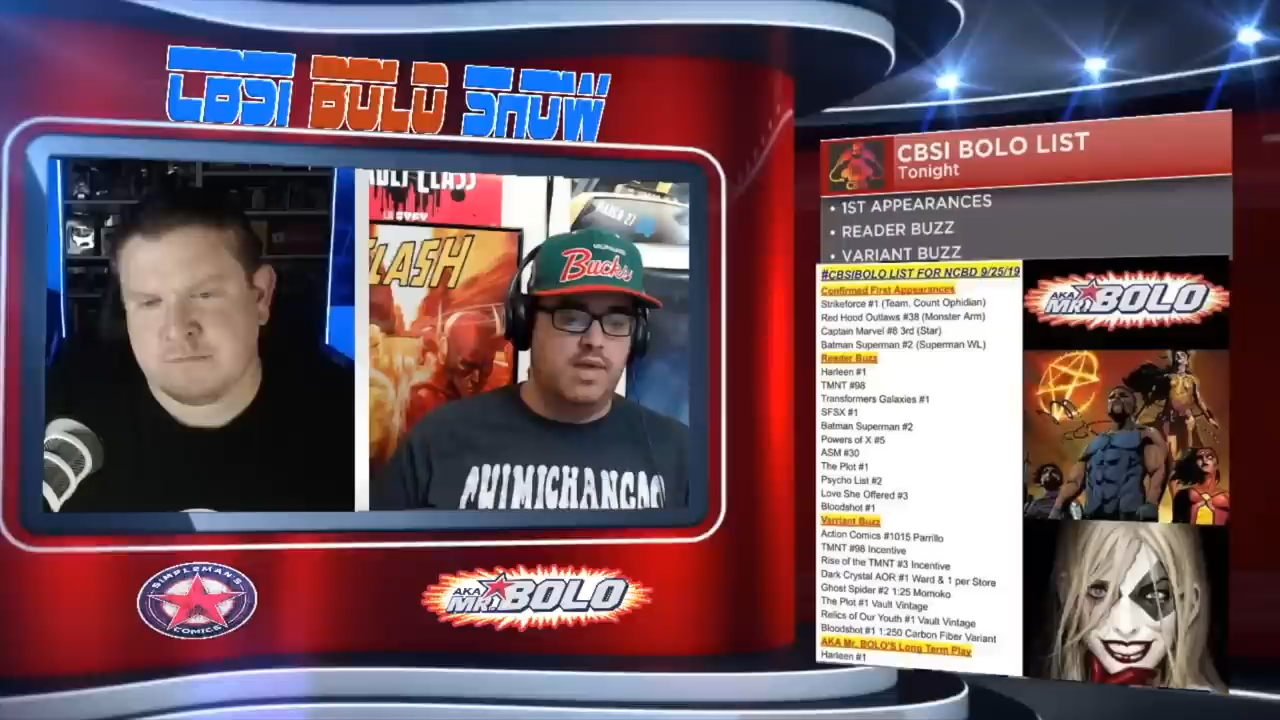 CBSI BOLO SHOW
VAULT CLASS
FLASH
MARCH 27
Bucks
QUIMICHANGA
SIMPLEMAN'S
COMICS
AKA
MR. BOLO
CBSI BOLO LIST
Tonight
• 1ST APPEARANCES
• READER BUZZ
• VARIANT BUZZ
#CBSIBOLO LIST FOR NCBD 9/25/19
Confirmed First Appearances
Strikeforce #1 (Team, Count Ophidian)
Red Hood Outlaws #38 (Monster Arm)
Captain Marvel #8 3rd (Star)
Batman Superman #2 (Superman WL)
Reader Buzz
Harleen #1
TMNT #98
Transformers Galaxies #1
SFSX #1
Batman Superman #2
Powers of X #5
ASM #30
The Plot #1
Psycho List #2
Love She Offered #3
Bloodshot #1
Varriant Buzz
Action Comics #1015 Parrillo
TMNT #98 Incentive
Rise of the TMNT #3 Incentive
Dark Crystal AOR #1 Ward & 1 per Store
Ghost Spider #2 1:25 Momoko
The Plot #1 Vault Vintage
Relics of Our Youth #1 Vault Vintage
Bloodshot #1 1:250 Carbon Fiber Variant
AKA Mr. BOLO'S Long Term Play
Harleen #1
AKA
MR. BOLO